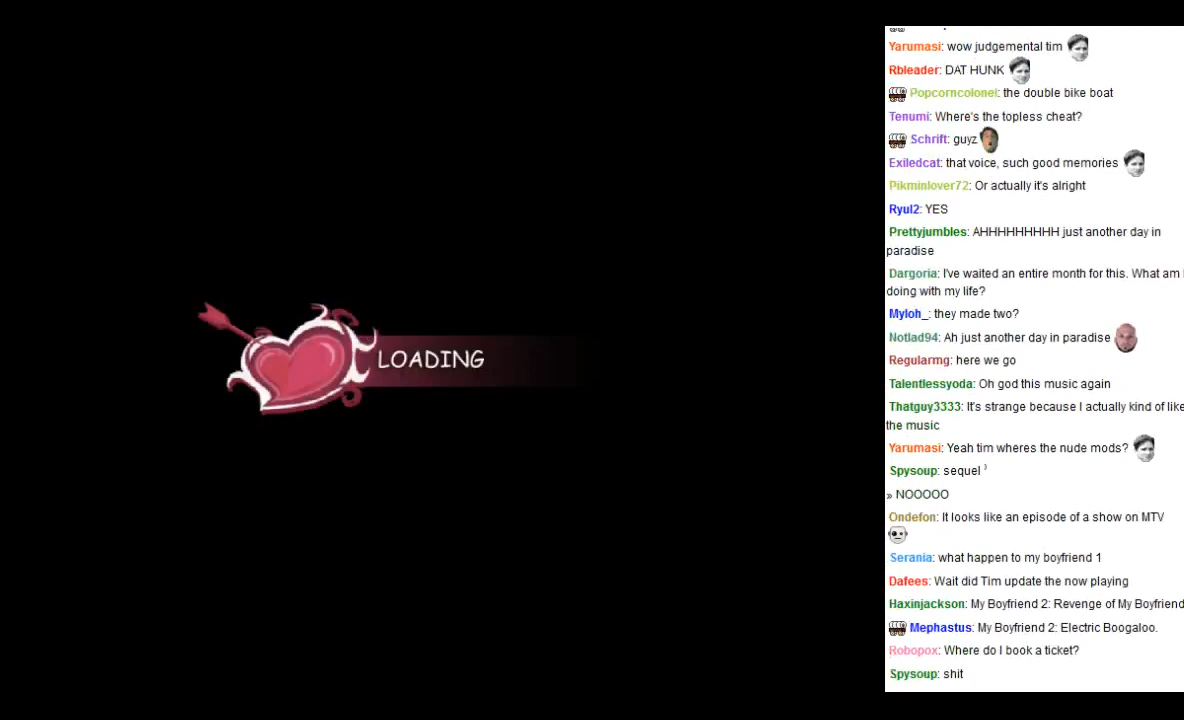 LOADING
Yarumasi: wow judgemental tim
Rbleader: DAT HUNK
Popcorncolonel: the double bike boat
Tenumi: Where's the topless cheat?
Schrift: guyz
Exiledcat: that voice, such good memories
Pikminlover72: Or actually it's alright
Ryul2: YES
Prettyjumbles: AHHHHHHHHH just another day in
paradise
Dargoria: I've waited an entire month for this. What am I
doing with my life?
Myloh_: they made two?
Notlad94: Ah just another day in paradise
Regularmg: here we go
Talentlessyoda: Oh god this music again
Thatguy3333: It's strange because I actually kind of like
the music
Yarumasi: Yeah tim wheres the nude mods?
Spysoup: sequel
» NOOOOO
Ondefon: It looks like an episode of a show on MTV
Serania: what happen to my boyfriend 1
Dafees: Wait did Tim update the now playing
Haxinjackson: My Boyfriend 2: Revenge of My Boyfriend
Mephastus: My Boyfriend 2: Electric Boogaloo.
Robopox: Where do I book a ticket?
Spysoup: shit